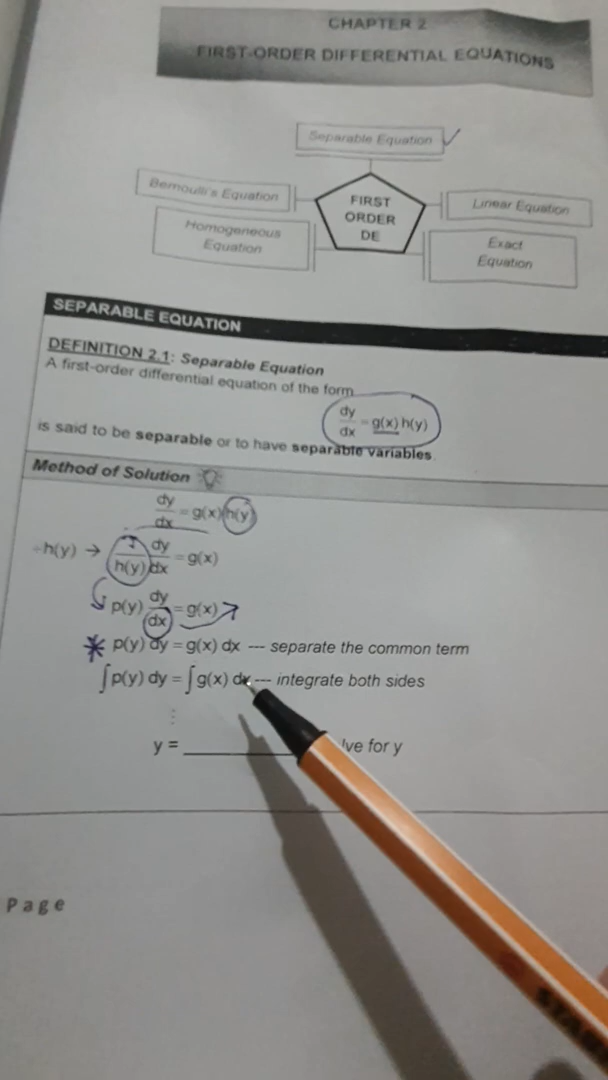 CHAPTER 2
FIRST-ORDER DIFFERENTIAL EQUATIONS
Separable Equation ✓
Bernoulli's Equation
FIRST
ORDER
DE
Linear Equation
Homogeneous
Equation
Exact
Equation
SEPARABLE EQUATION
DEFINITION 2.1: Separable Equation
A first-order differential equation of the form
dy/dx = g(x) h(y)
is said to be separable or to have separable variables.
Method of Solution
dy/dx = g(x) h(y)
÷h(y) → 1/h(y) dy/dx = g(x)
p(y) dy/dx = g(x)
* p(y) dy = g(x) dx --- separate the common term
∫p(y) dy = ∫g(x) dx --- integrate both sides
⋮
y = __________ lve for y
Page